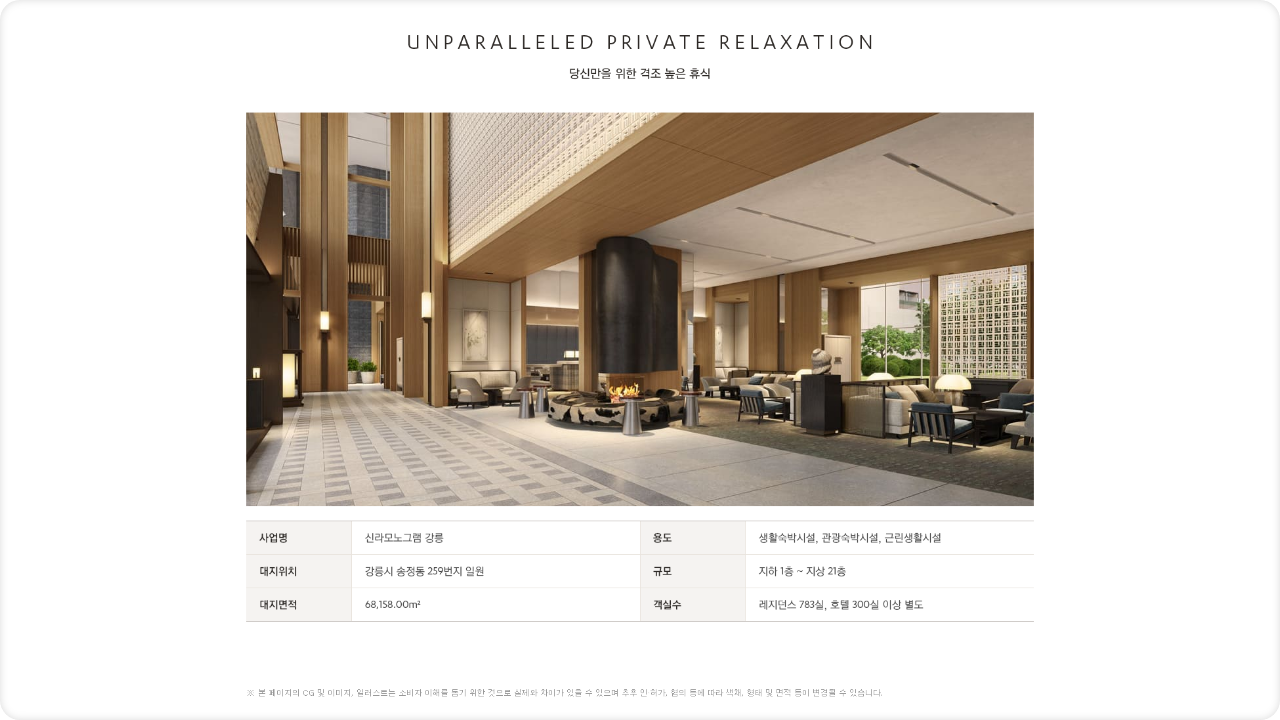 UNPARALLELED PRIVATE RELAXATION
당신만을 위한 격조 높은 휴식
사업명 신라모노그램 강릉 용도 생활숙박시설, 관광숙박시설, 근린생활시설
대지위치 강릉시 송정동 259번지 일원 규모 지하 1층 ~ 지상 21층
대지면적 68,158.00m² 객실수 레지던스 783실, 호텔 300실 이상 별도
※ 본 페이지의 CG 및 이미지, 일러스트는 소비자 이해를 돕기 위한 것으로 실제와 차이가 있을 수 있으며 추후 인·허가, 협의 등에 따라 색채, 형태 및 면적 등이 변경될 수 있습니다.